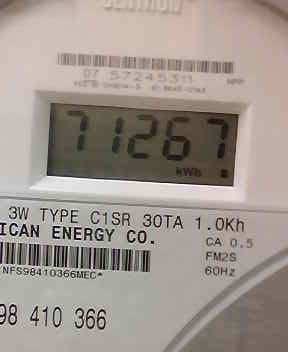 CENTRON
07 57245311
71267
kWh
3W TYPE C1SR 30TA 1.0Kh
ICAN ENERGY CO.
CA 0.5
FM2S
NFS98410366MEC*
60Hz
98 410 366